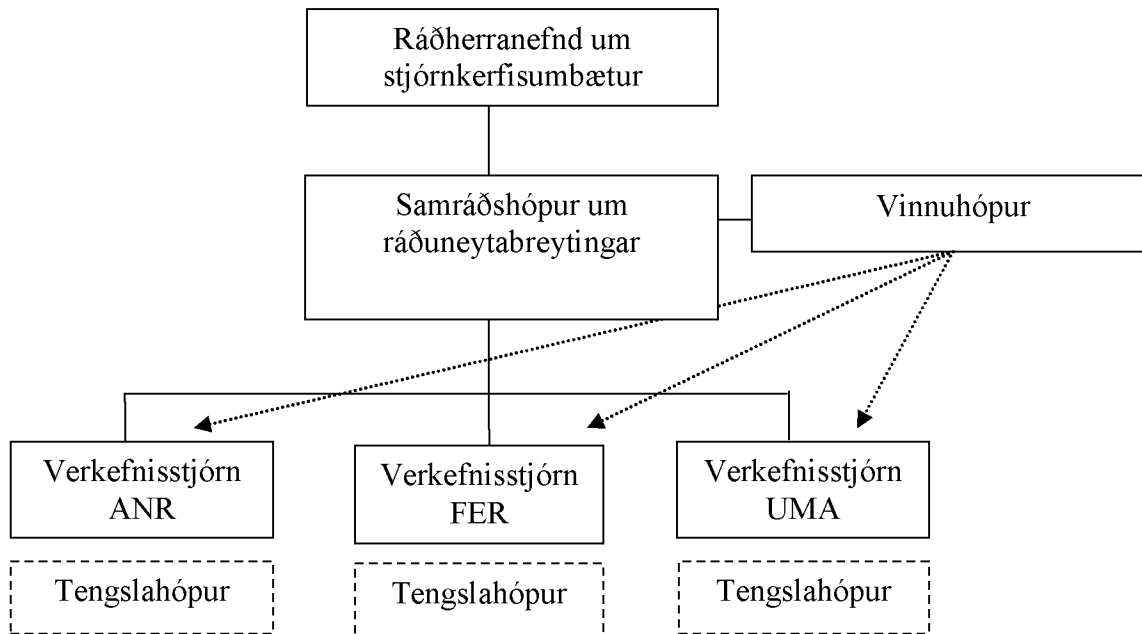 Ráðherranefnd um
stjórnkerfisumbætur
Samráðshópur um
ráðuneytabreytingar
Vinnuhópur
Verkefnisstjórn
ANR
Verkefnisstjórn
FER
Verkefnisstjórn
UMA
Tengslahópur
Tengslahópur
Tengslahópur